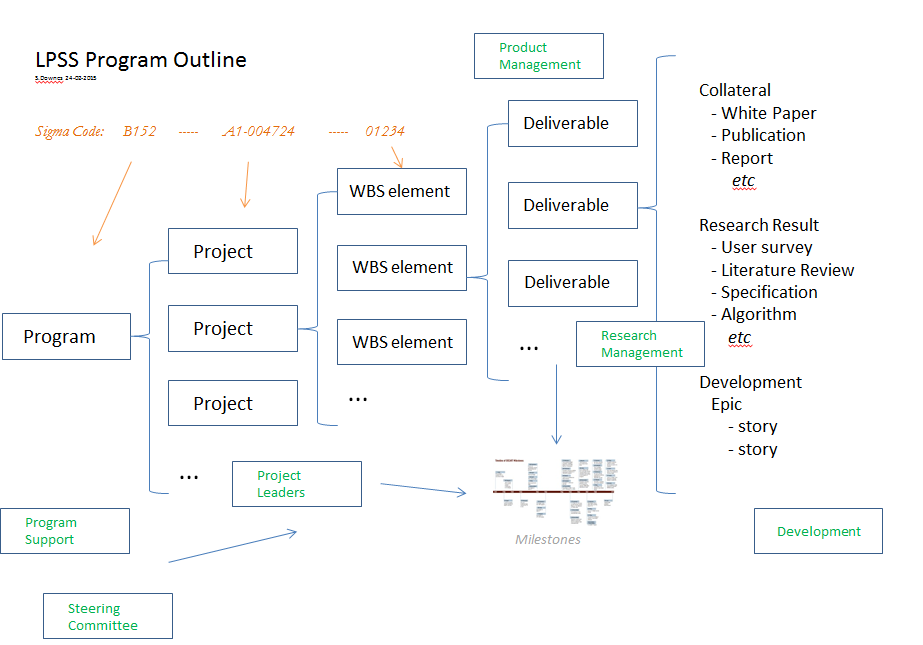 LPSS Program Outline
S.Downes 24-02-2015
Sigma Code: B152 ----- A1-004724 ----- 01234
Program
Project
Project
Project
...
WBS element
WBS element
WBS element
...
Product
Management
Deliverable
Deliverable
Deliverable
...
Research
Management
Collateral
- White Paper
- Publication
- Report
etc
Research Result
- User survey
- Literature Review
- Specification
- Algorithm
etc
Development
Epic
- story
- story
Project
Leaders
Milestones
Program
Support
Development
Steering
Committee